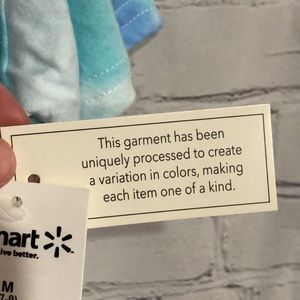 This garment has been
uniquely processed to create
a variation in colors, making
each item one of a kind.
mart
ive better.
M